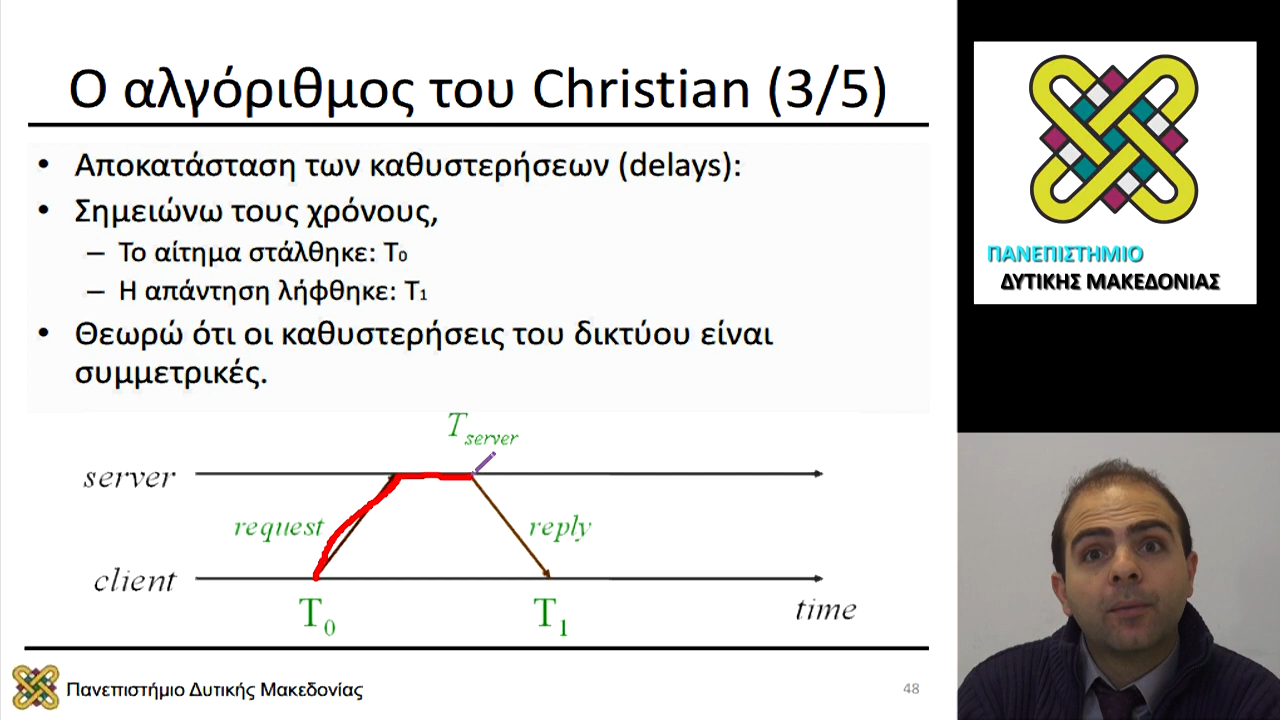 Ο αλγόριθμος του Christian (3/5)
• Αποκατάσταση των καθυστερήσεων (delays):
• Σημειώνω τους χρόνους,
– Το αίτημα στάλθηκε: T₀
– Η απάντηση λήφθηκε: T₁
• Θεωρώ ότι οι καθυστερήσεις του δικτύου είναι
συμμετρικές.
T server
server
request
reply
client
T₀
T₁
time
Πανεπιστήμιο Δυτικής Μακεδονίας
48
ΠΑΝΕΠΙΣΤΗΜΙΟ
ΔΥΤΙΚΗΣ ΜΑΚΕΔΟΝΙΑΣ